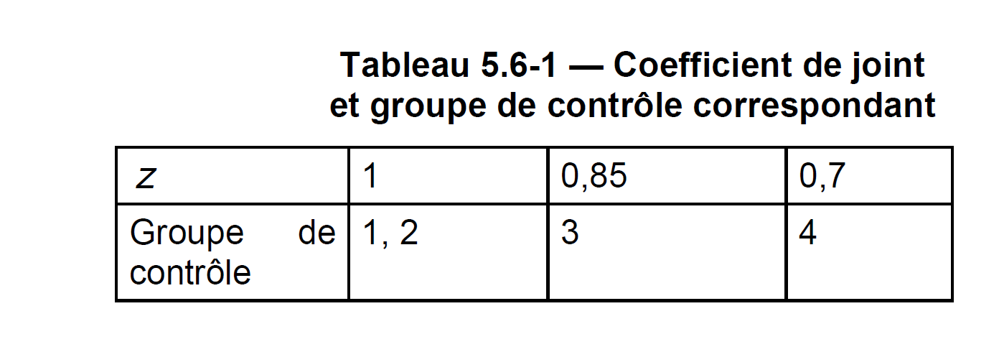 Tableau 5.6-1 — Coefficient de joint
et groupe de contrôle correspondant
z 1 0,85 0,7
Groupe de 1, 2 3 4
contrôle